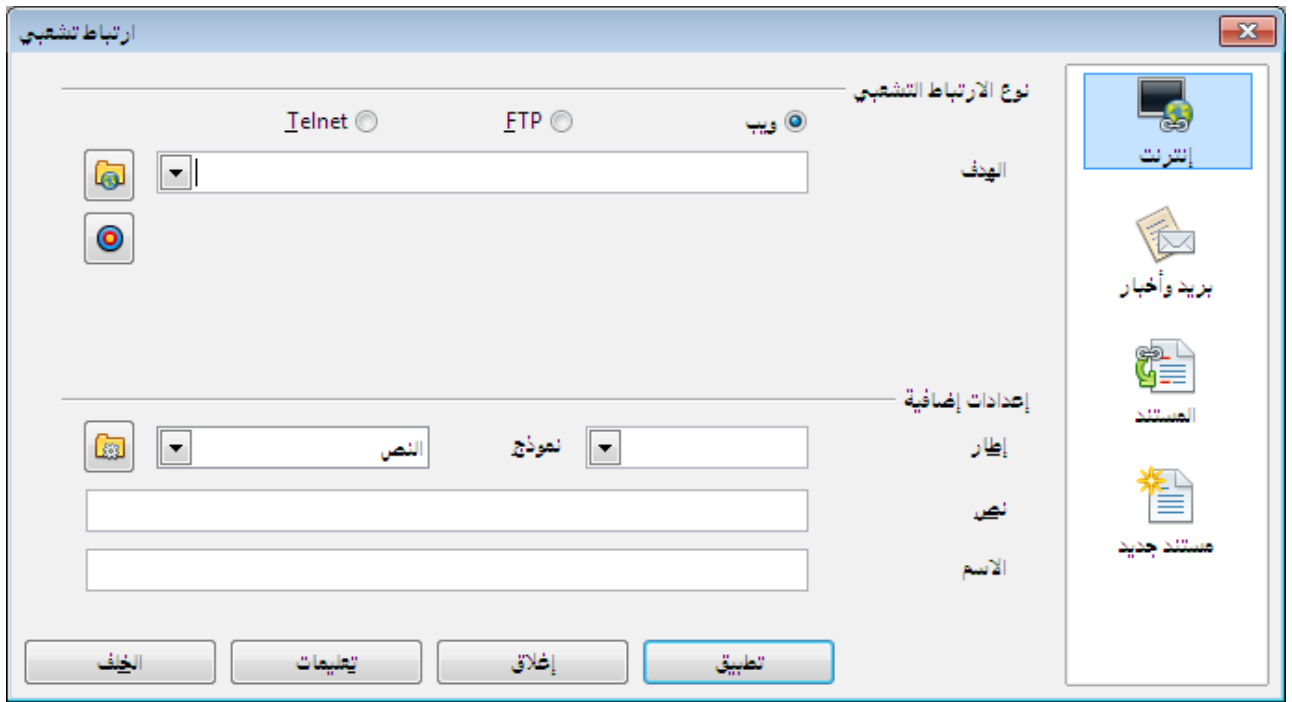 ارتباط تشعبي
إنترنت
بريد وأخبار
المستند
مستند جديد
نوع الارتباط التشعبي
ويب
FTP
Telnet
الهدف
إعدادات إضافية
إطار
نموذج
النص
نص
الاسم
تطبيق
إغلاق
تعليمات
الخلف